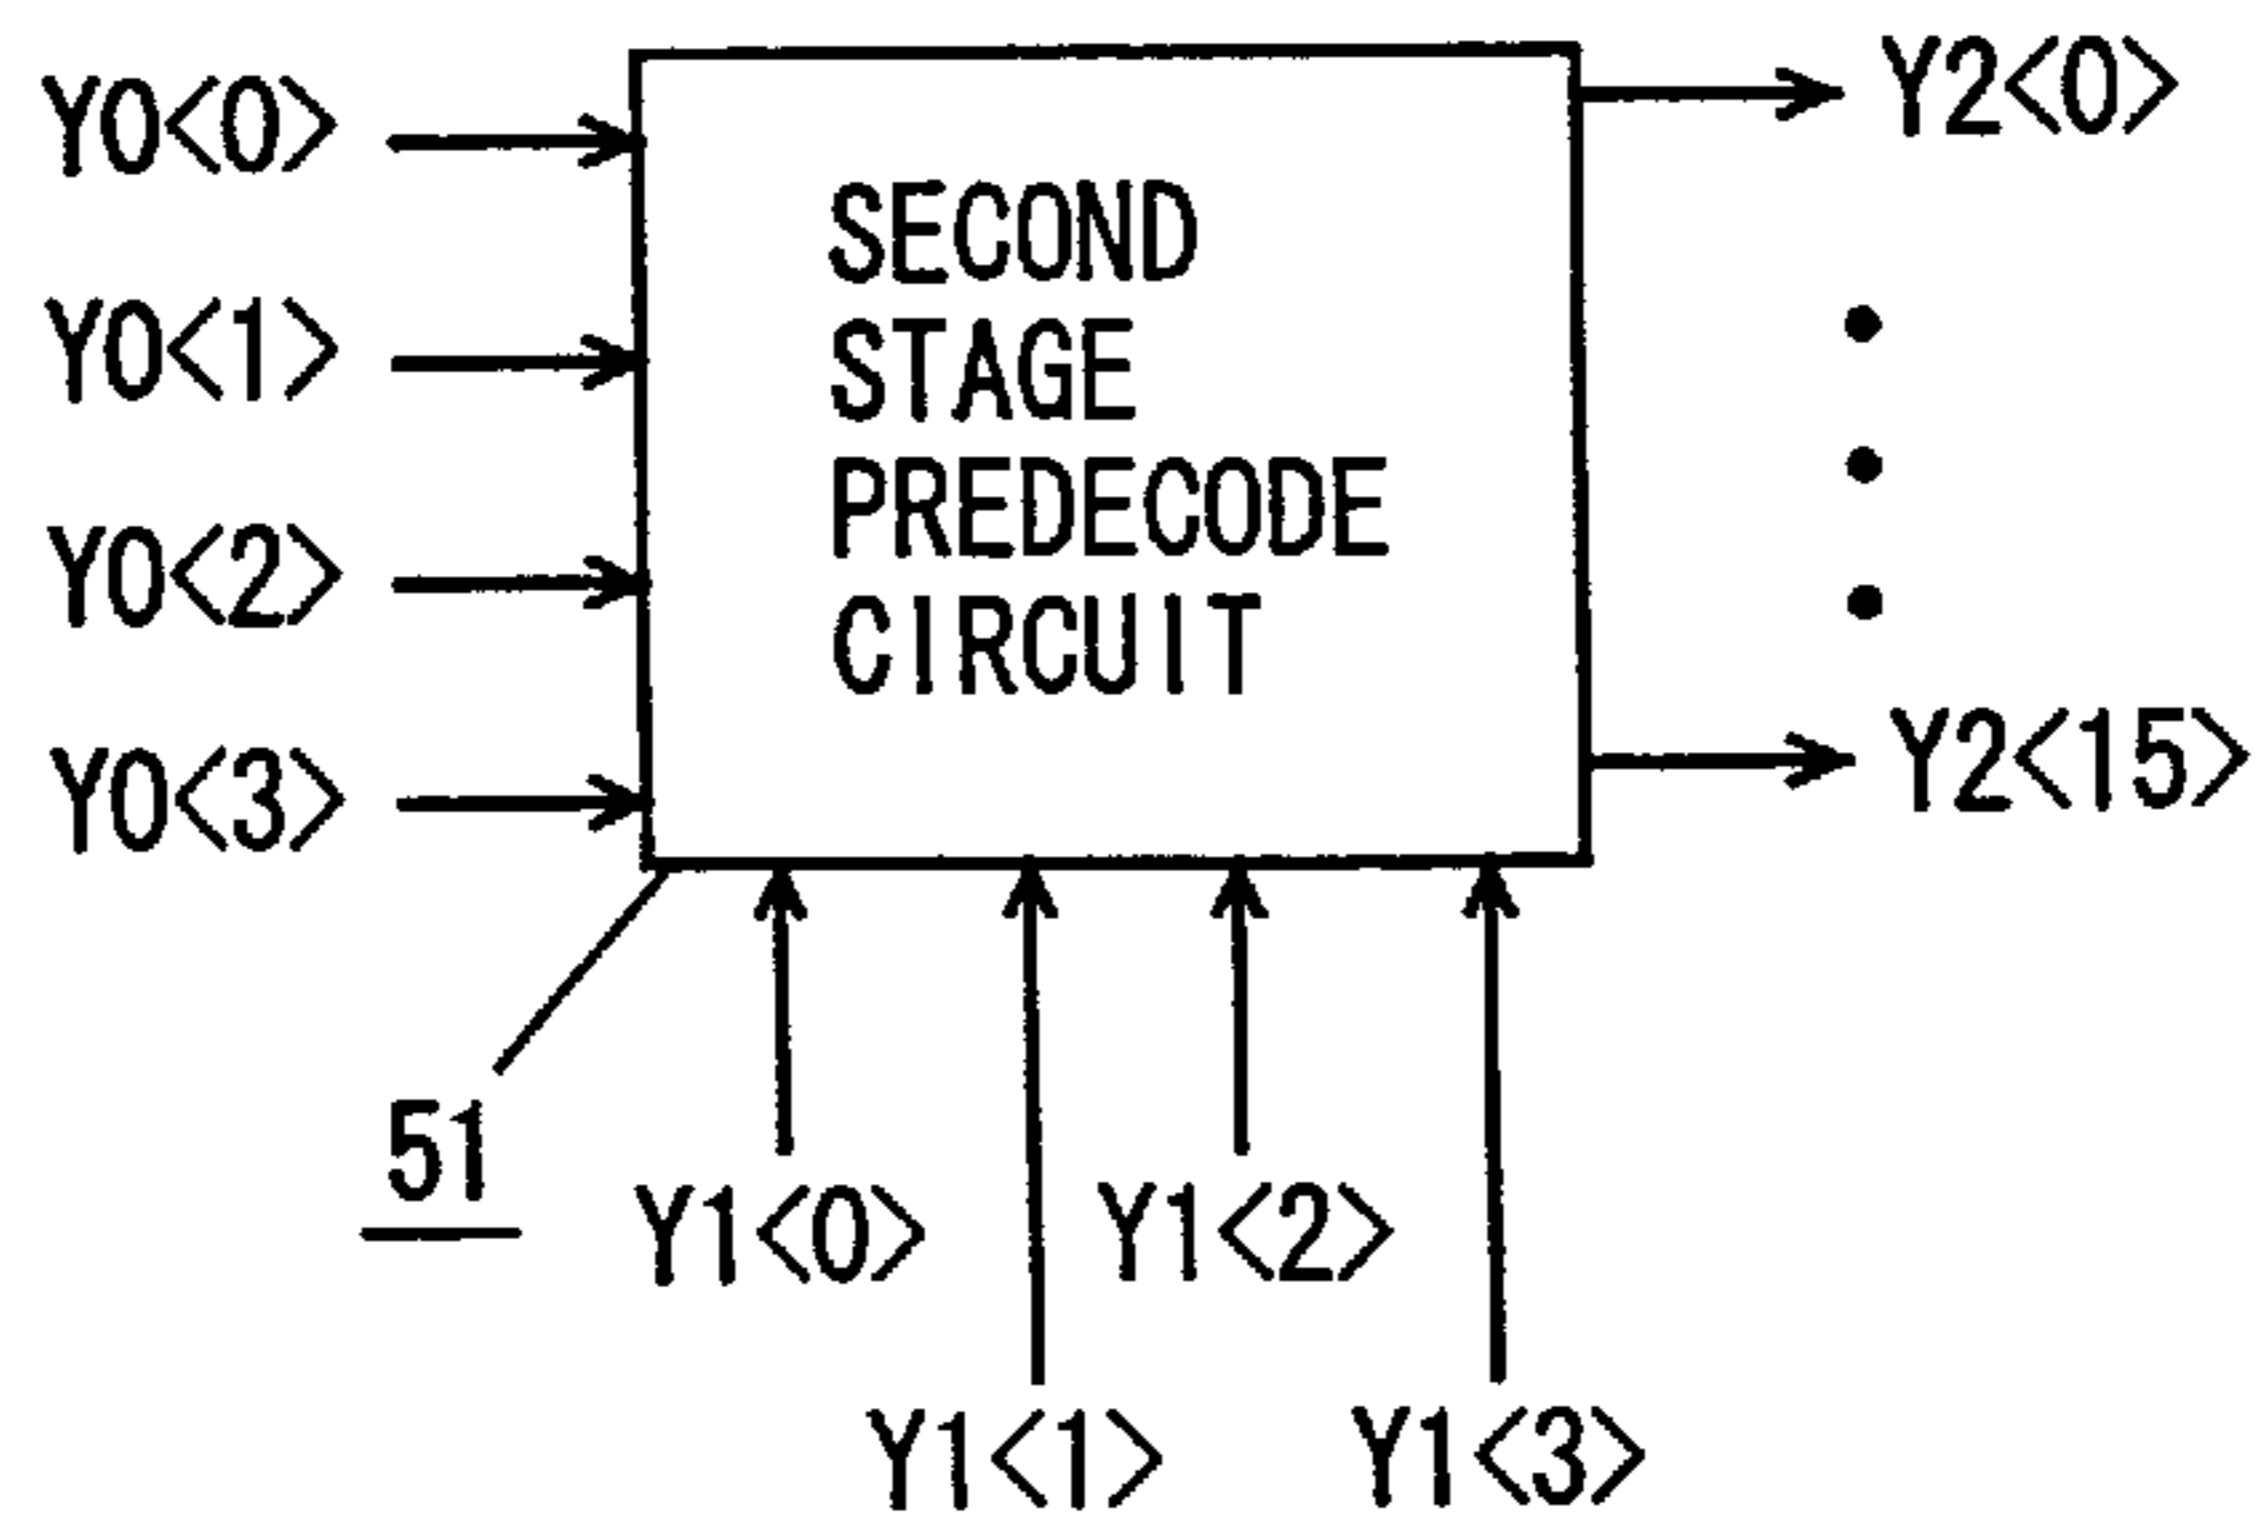 Y0<0>
Y0<1>
Y0<2>
Y0<3>
SECOND
STAGE
PREDECODE
CIRCUIT
Y2<0>
Y2<15>
51
Y1<0>
Y1<2>
Y1<1>
Y1<3>